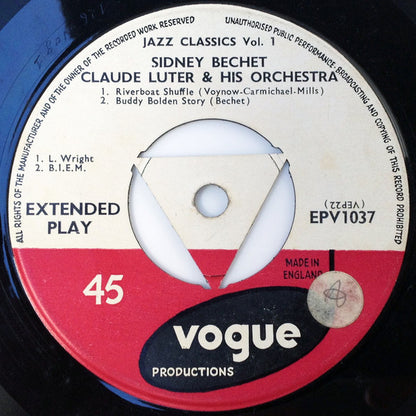 JAZZ CLASSICS Vol. 1
SIDNEY BECHET
CLAUDE LUTER & HIS ORCHESTRA
1. Riverboat Shuffle (Voynow-Carmichael-Mills)
2. Buddy Bolden Story (Bechet)
1. L. Wright
2. B.I.E.M.
EXTENDED
PLAY
(VEP22)
EPV1037
MADE IN
ENGLAND
45
vogue
PRODUCTIONS
ALL RIGHTS OF THE MANUFACTURER AND OF THE OWNER OF THE RECORDED WORK RESERVED
UNAUTHORISED PUBLIC PERFORMANCE·BROADCASTING AND COPYING OF THIS RECORD PROHIBITED